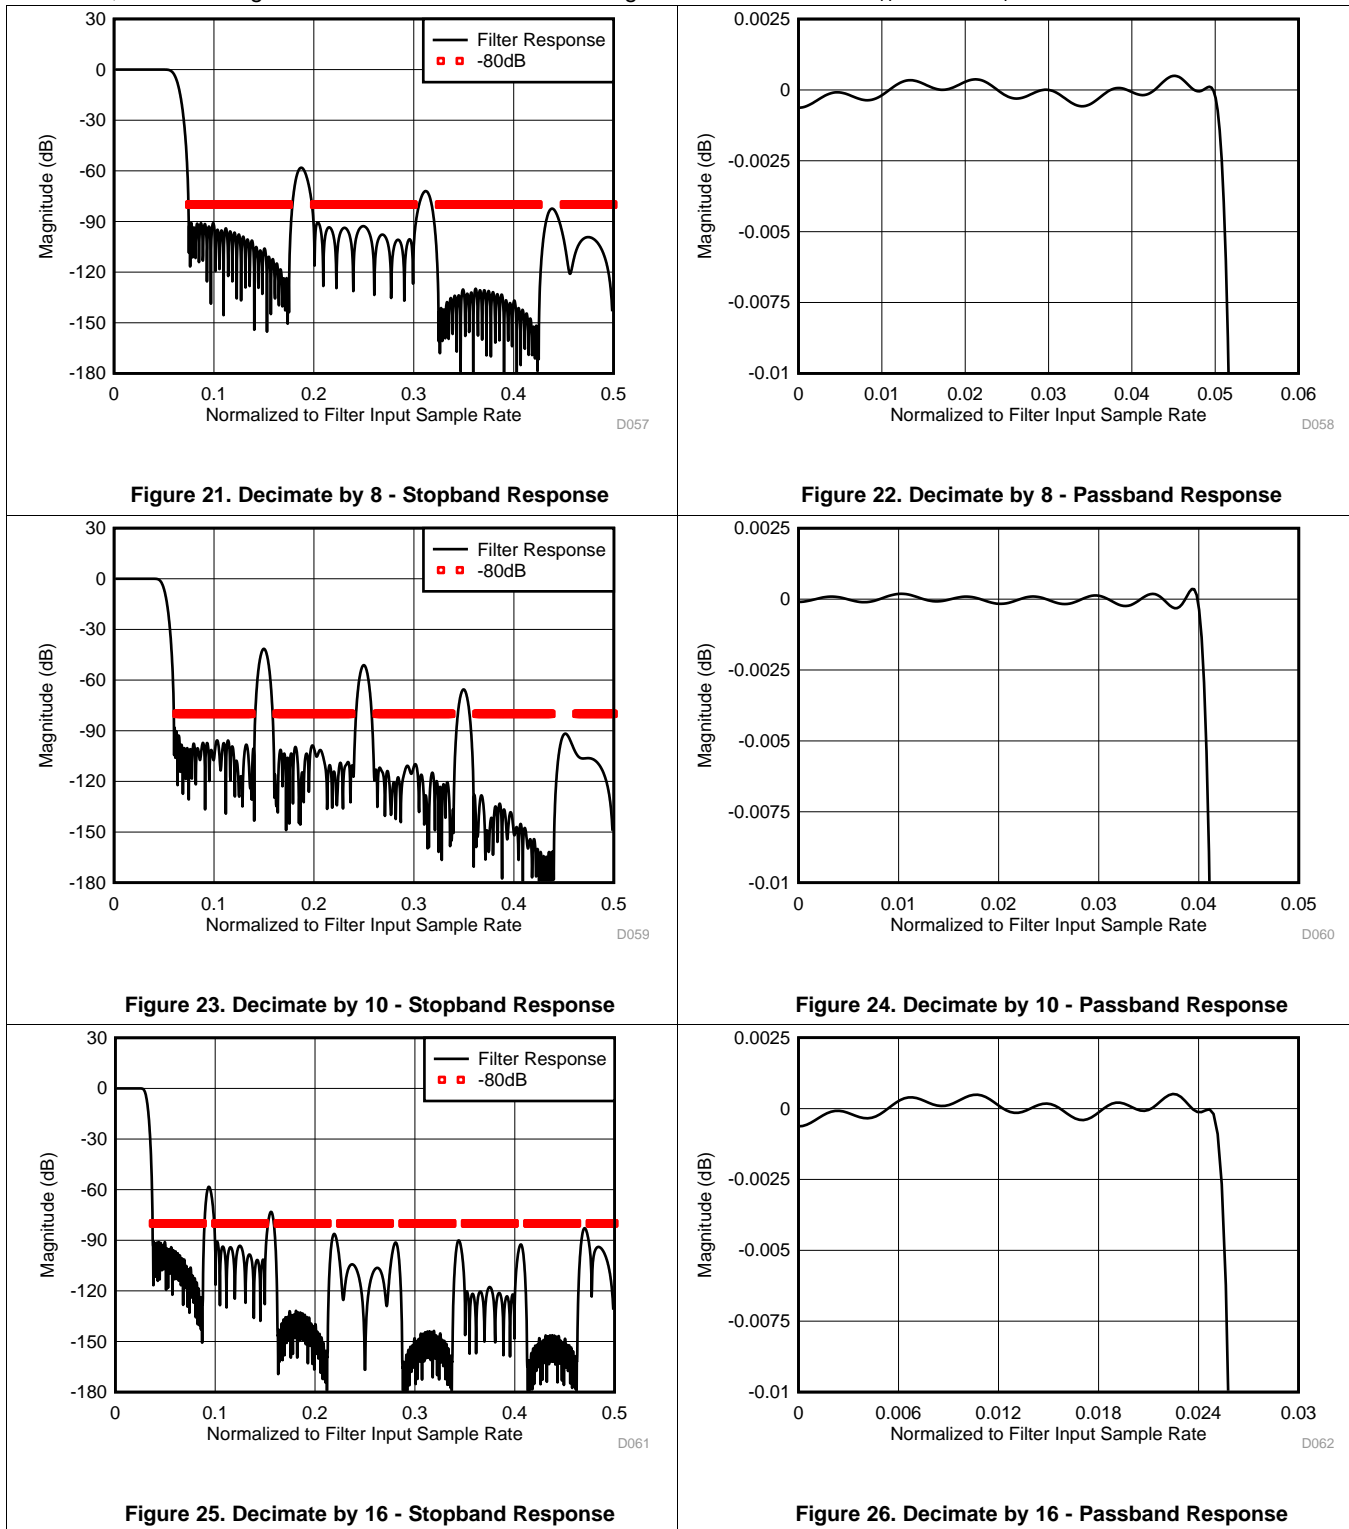 30
0
-30
-60
-90
-120
-150
-180
Magnitude (dB)
Filter Response
-80dB
0 0.1 0.2 0.3 0.4 0.5
Normalized to Filter Input Sample Rate
D057
Figure 21. Decimate by 8 - Stopband Response
0.0025
0
-0.0025
-0.005
-0.0075
-0.01
Magnitude (dB)
0 0.01 0.02 0.03 0.04 0.05 0.06
Normalized to Filter Input Sample Rate
D058
Figure 22. Decimate by 8 - Passband Response
30
0
-30
-60
-90
-120
-150
-180
Magnitude (dB)
Filter Response
-80dB
0 0.1 0.2 0.3 0.4 0.5
Normalized to Filter Input Sample Rate
D059
Figure 23. Decimate by 10 - Stopband Response
0.0025
0
-0.0025
-0.005
-0.0075
-0.01
Magnitude (dB)
0 0.01 0.02 0.03 0.04 0.05
Normalized to Filter Input Sample Rate
D060
Figure 24. Decimate by 10 - Passband Response
30
0
-30
-60
-90
-120
-150
-180
Magnitude (dB)
Filter Response
-80dB
0 0.1 0.2 0.3 0.4 0.5
Normalized to Filter Input Sample Rate
D061
Figure 25. Decimate by 16 - Stopband Response
0.0025
0
-0.0025
-0.005
-0.0075
-0.01
Magnitude (dB)
0 0.006 0.012 0.018 0.024 0.03
Normalized to Filter Input Sample Rate
D062
Figure 26. Decimate by 16 - Passband Response